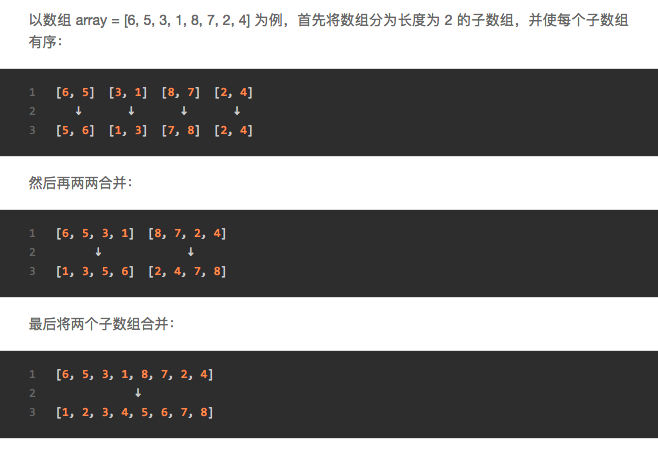 以数组 array = [6, 5, 3, 1, 8, 7, 2, 4] 为例，首先将数组分为长度为 2 的子数组，并使每个子数组
有序：
1 [6, 5] [3, 1] [8, 7] [2, 4]
2 ↓ ↓ ↓ ↓
3 [5, 6] [1, 3] [7, 8] [2, 4]
然后再两两合并：
1 [6, 5, 3, 1] [8, 7, 2, 4]
2 ↓ ↓
3 [1, 3, 5, 6] [2, 4, 7, 8]
最后将两个子数组合并：
1 [6, 5, 3, 1, 8, 7, 2, 4]
2 ↓
3 [1, 2, 3, 4, 5, 6, 7, 8]